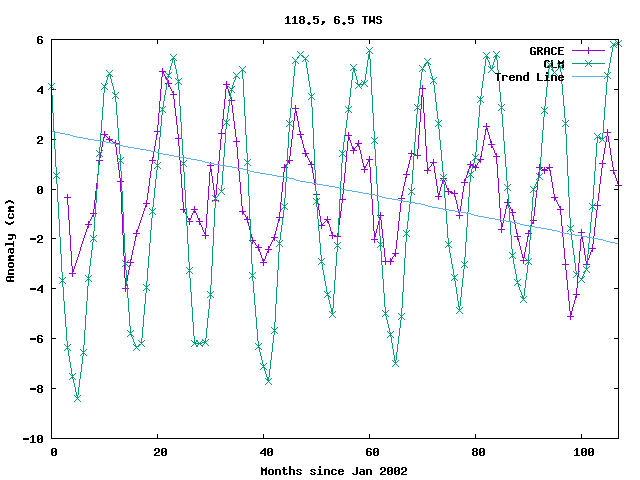 118.5, 6.5 TWS
GRACE
CLM
Trend Line
6
4
2
0
-2
-4
-6
-8
-10
Anomaly (cm)
0 20 40 60 80 100
Months since Jan 2002